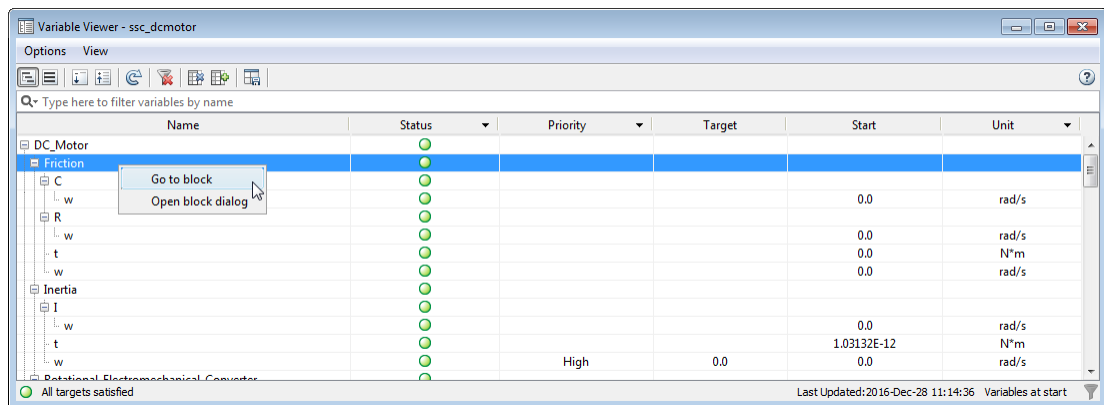 Variable Viewer - ssc_dcmotor
Options View
Type here to filter variables by name
Name Status Priority Target Start Unit
DC_Motor
Friction
Go to block
C
Open block dialog
w 0.0 rad/s
R
w 0.0 rad/s
t 0.0 N*m
w 0.0 rad/s
Inertia
I
w 0.0 rad/s
t 1.03132E-12 N*m
w High 0.0 0.0 rad/s
Rotational Electromechanical Converter
All targets satisfied Last Updated:2016-Dec-28 11:14:36 Variables at start